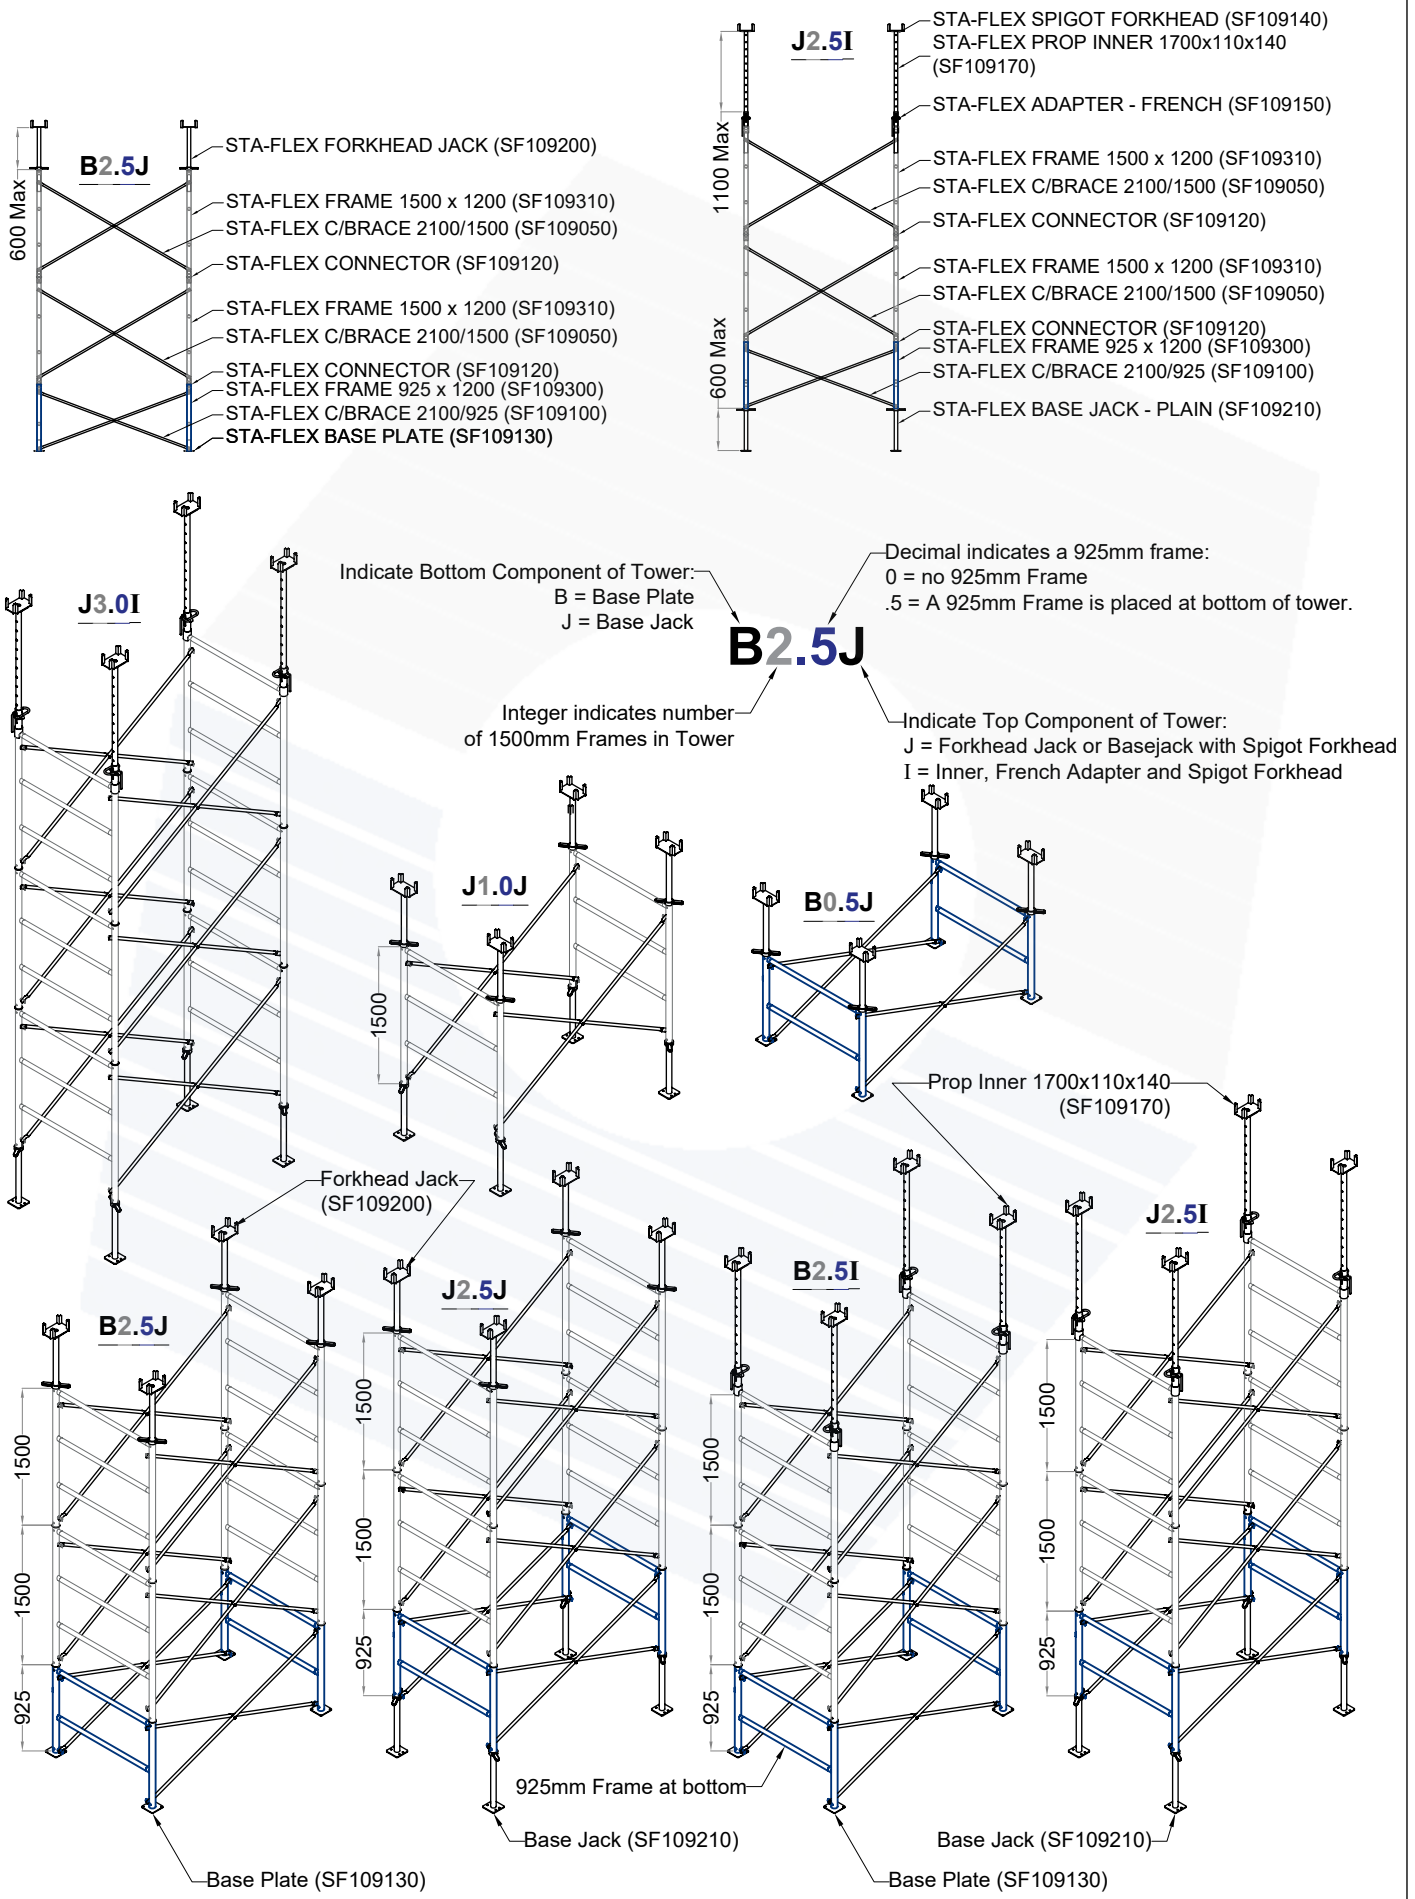 B2.5J
600 Max
STA-FLEX FORKHEAD JACK (SF109200)
STA-FLEX FRAME 1500 x 1200 (SF109310)
STA-FLEX C/BRACE 2100/1500 (SF109050)
STA-FLEX CONNECTOR (SF109120)
STA-FLEX FRAME 1500 x 1200 (SF109310)
STA-FLEX C/BRACE 2100/1500 (SF109050)
STA-FLEX CONNECTOR (SF109120)
STA-FLEX FRAME 925 x 1200 (SF109300)
STA-FLEX C/BRACE 2100/925 (SF109100)
STA-FLEX BASE PLATE (SF109130)
J2.5I
1100 Max
600 Max
STA-FLEX SPIGOT FORKHEAD (SF109140)
STA-FLEX PROP INNER 1700x110x140
(SF109170)
STA-FLEX ADAPTER - FRENCH (SF109150)
STA-FLEX FRAME 1500 x 1200 (SF109310)
STA-FLEX C/BRACE 2100/1500 (SF109050)
STA-FLEX CONNECTOR (SF109120)
STA-FLEX FRAME 1500 x 1200 (SF109310)
STA-FLEX C/BRACE 2100/1500 (SF109050)
STA-FLEX CONNECTOR (SF109120)
STA-FLEX FRAME 925 x 1200 (SF109300)
STA-FLEX C/BRACE 2100/925 (SF109100)
STA-FLEX BASE JACK - PLAIN (SF109210)
J3.0I
Indicate Bottom Component of Tower:
B = Base Plate
J = Base Jack
Decimal indicates a 925mm frame:
0 = no 925mm Frame
.5 = A 925mm Frame is placed at bottom of tower.
B2.5J
Integer indicates number
of 1500mm Frames in Tower
Indicate Top Component of Tower:
J = Forkhead Jack or Basejack with Spigot Forkhead
I = Inner, French Adapter and Spigot Forkhead
J1.0J
1500
B0.5J
Prop Inner 1700x110x140
(SF109170)
Forkhead Jack
(SF109200)
B2.5J
1500
1500
925
Base Plate (SF109130)
J2.5J
1500
1500
925
Base Jack (SF109210)
B2.5I
1500
1500
925
925mm Frame at bottom
Base Plate (SF109130)
J2.5I
1500
1500
925
Base Jack (SF109210)